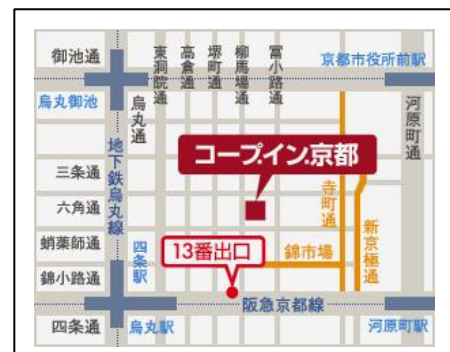 御池通
東洞院通
高倉通
堺町通
柳馬場通
富小路通
京都市役所前駅
烏丸御池
烏丸通
河原町通
地下鉄烏丸線
コープイン京都
三条通
六角通
寺町通
新京極通
蛸薬師通
四条駅
13番出口
錦市場
錦小路通
阪急京都線
四条通
烏丸駅
河原町駅